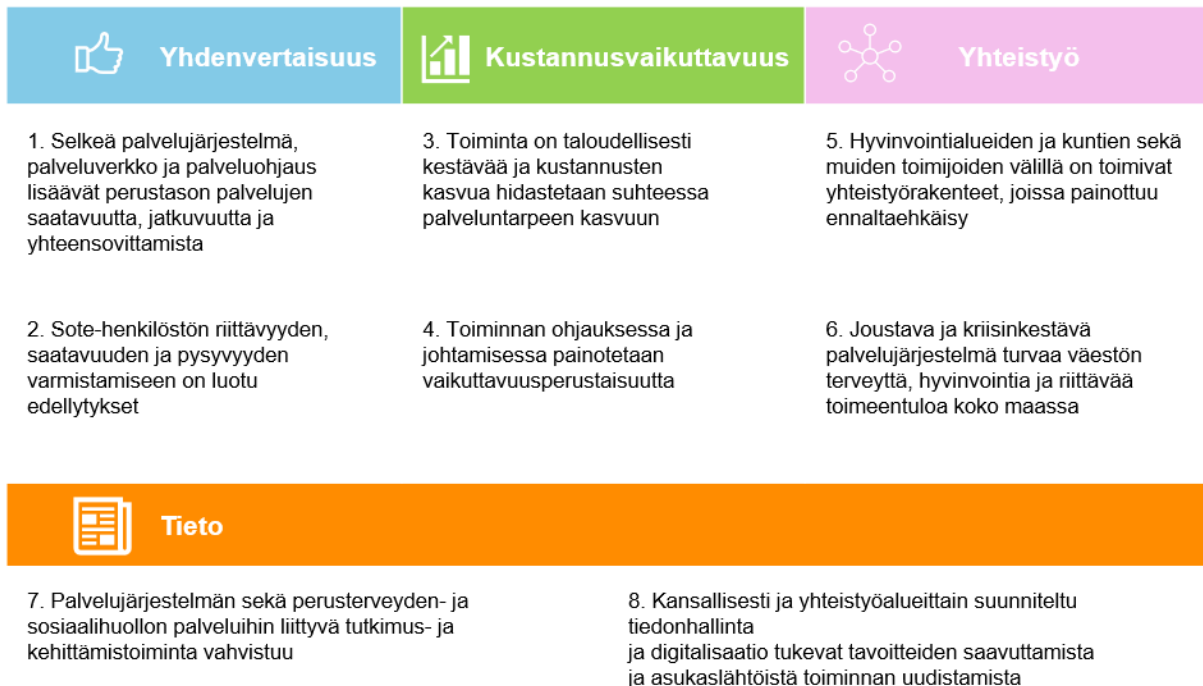 Yhdenvertaisuus
Kustannusvaikuttavuus
Yhteistyö
1. Selkeä palvelujärjestelmä,
palveluverkko ja palveluohjaus
lisäävät perustason palvelujen
saatavuutta, jatkuvuutta ja
yhteensovittamista
3. Toiminta on taloudellisesti
kestävää ja kustannusten
kasvua hidastetaan suhteessa
palveluntarpeen kasvuun
5. Hyvinvointialueiden ja kuntien sekä
muiden toimijoiden välillä on toimivat
yhteistyörakenteet, joissa painottuu
ennaltaehkäisy
2. Sote-henkilöstön riittävyyden,
saatavuuden ja pysyvyyden
varmistamiseen on luotu
edellytykset
4. Toiminnan ohjauksessa ja
johtamisessa painotetaan
vaikuttavuusperustaisuutta
6. Joustava ja kriisinkestävä
palvelujärjestelmä turvaa väestön
terveyttä, hyvinvointia ja riittävää
toimeentuloa koko maassa
Tieto
7. Palvelujärjestelmän sekä perusterveyden- ja
sosiaalihuollon palveluihin liittyvä tutkimus- ja
kehittämistoiminta vahvistuu
8. Kansallisesti ja yhteistyöalueittain suunniteltu
tiedonhallinta
ja digitalisaatio tukevat tavoitteiden saavuttamista
ja asukaslähtöistä toiminnan uudistamista